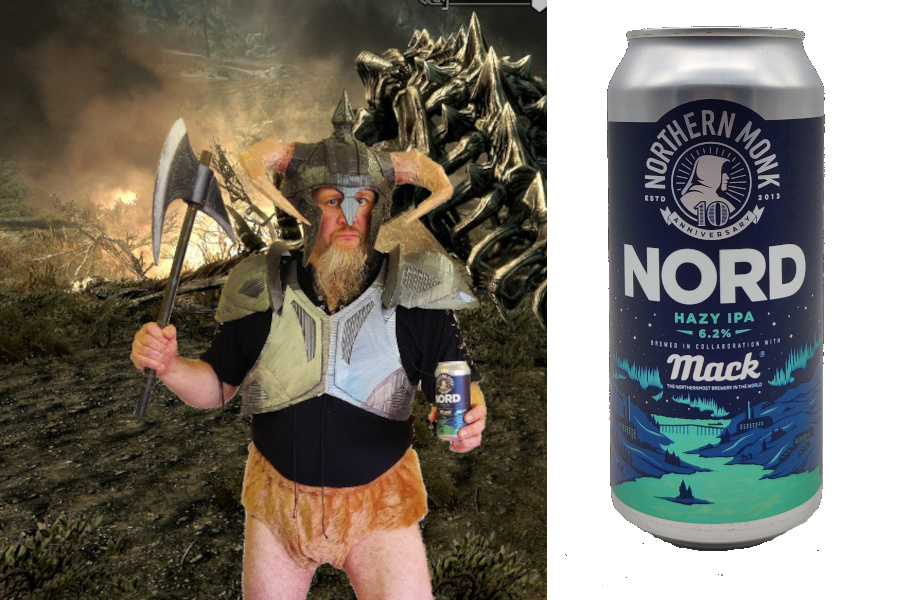 NORTHERN MONK
ESTD 2013
10
ANNIVERSARY
NORD
HAZY IPA
6.2%
BREWED IN COLLABORATION WITH
Mack®
THE NORTHERNMOST BREWERY IN THE WORLD
NORD